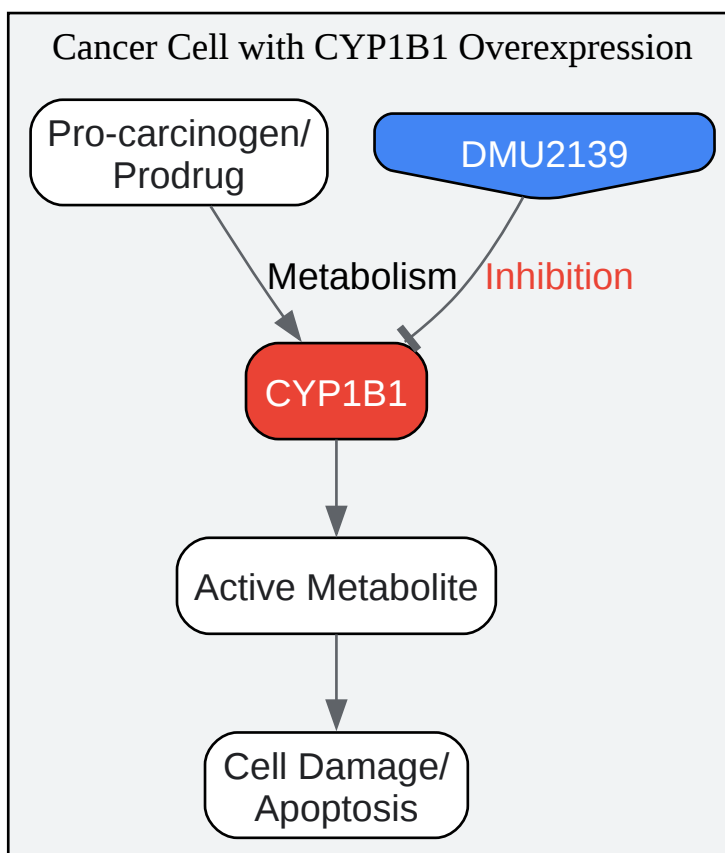 Cancer Cell with CYP1B1 Overexpression
Pro-carcinogen/
Prodrug
DMU2139
Metabolism
Inhibition
CYP1B1
Active Metabolite
Cell Damage/
Apoptosis